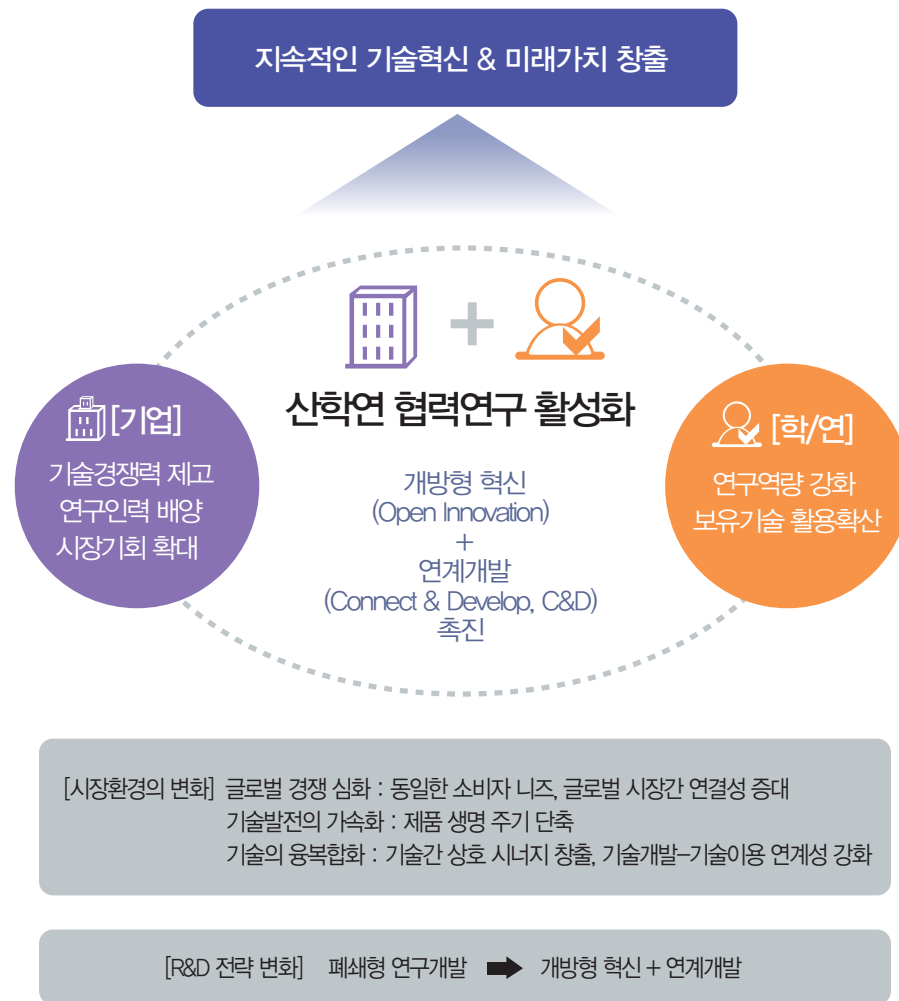 지속적인 기술혁신 & 미래가치 창출
산학연 협력연구 활성화
[기업]
기술경쟁력 제고
연구인력 배양
시장기회 확대
개방형 혁신
(Open Innovation)
+
연계개발
(Connect & Develop, C&D)
촉진
[학/연]
연구역량 강화
보유기술 활용확산
[시장환경의 변화] 글로벌 경쟁 심화 : 동일한 소비자 니즈, 글로벌 시장간 연결성 증대
기술발전의 가속화 : 제품 생명 주기 단축
기술의 융복합화 : 기술간 상호 시너지 창출, 기술개발-기술이용 연계성 강화
[R&D 전략 변화] 폐쇄형 연구개발 ➡ 개방형 혁신 + 연계개발